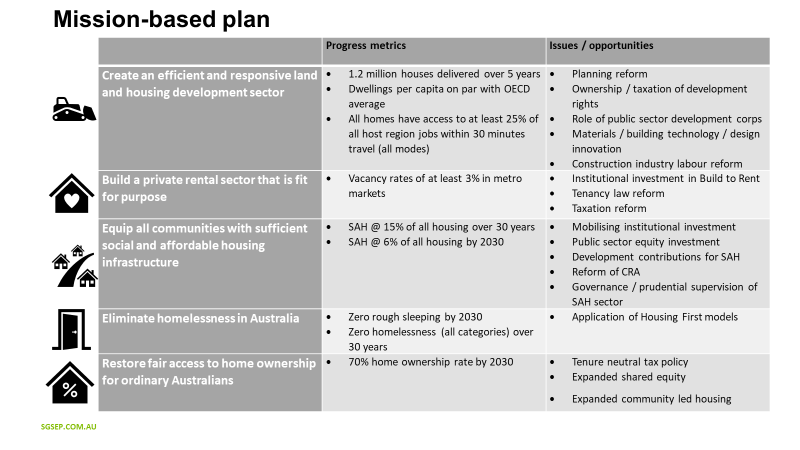 Mission-based plan
Progress metrics
Issues / opportunities
Create an efficient and responsive land
and housing development sector
• 1.2 million houses delivered over 5 years
• Dwellings per capita on par with OECD
average
• All homes have access to at least 25% of
all host region jobs within 30 minutes
travel (all modes)
• Planning reform
• Ownership / taxation of development
rights
• Role of public sector development corps
• Materials / building technology / design
innovation
• Construction industry labour reform
Build a private rental sector that is fit
for purpose
• Vacancy rates of at least 3% in metro
markets
• Institutional investment in Build to Rent
• Tenancy law reform
• Taxation reform
Equip all communities with sufficient
social and affordable housing
infrastructure
• SAH @ 15% of all housing over 30 years
• SAH @ 6% of all housing by 2030
• Mobilising institutional investment
• Public sector equity investment
• Development contributions for SAH
• Reform of CRA
• Governance / prudential supervision of
SAH sector
Eliminate homelessness in Australia
• Zero rough sleeping by 2030
• Zero homelessness (all categories) over
30 years
• Application of Housing First models
Restore fair access to home ownership
for ordinary Australians
• 70% home ownership rate by 2030
• Tenure neutral tax policy
• Expanded shared equity
• Expanded community led housing
%
SGSEP.COM.AU